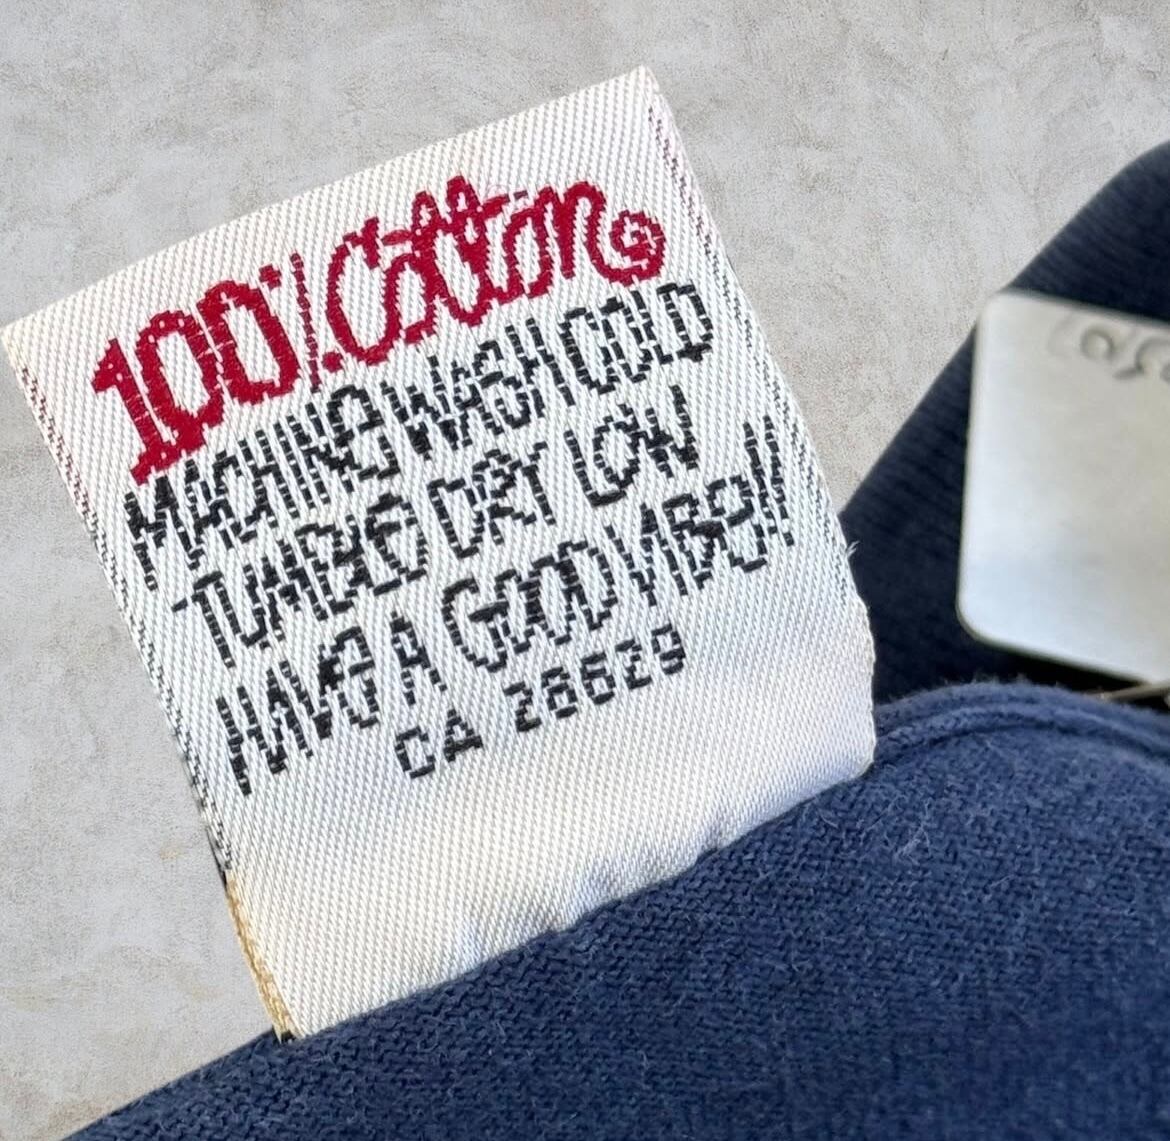 100% Cotton
MACHINE WASH COLD
TUMBLE DRY LOW
HAVE A GOOD VIBE!!
CA 28629